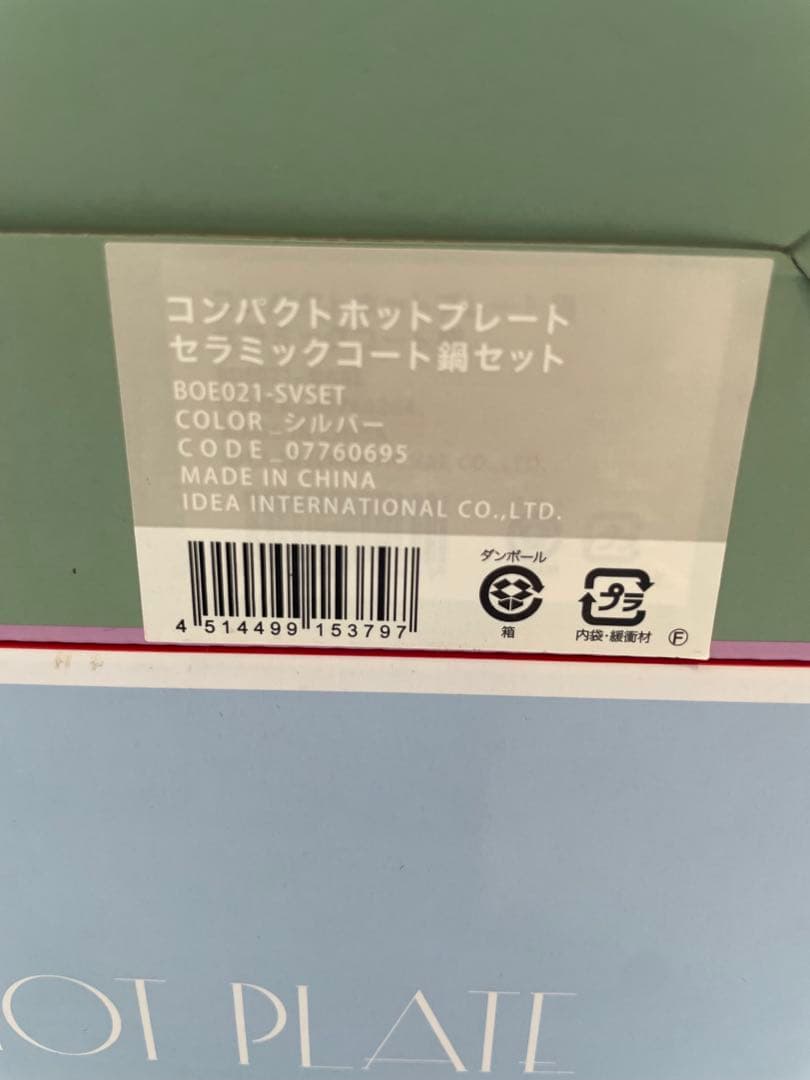 コンパクトホットプレート
セラミックコート鍋セット
BOE021-SVSET
COLOR_シルバー
CODE_07760695
MADE IN CHINA
IDEA INTERNATIONAL CO.,LTD.
4 514499 153797
ダンボール
箱
プラ
内袋・緩衝材
F
OT PLATE